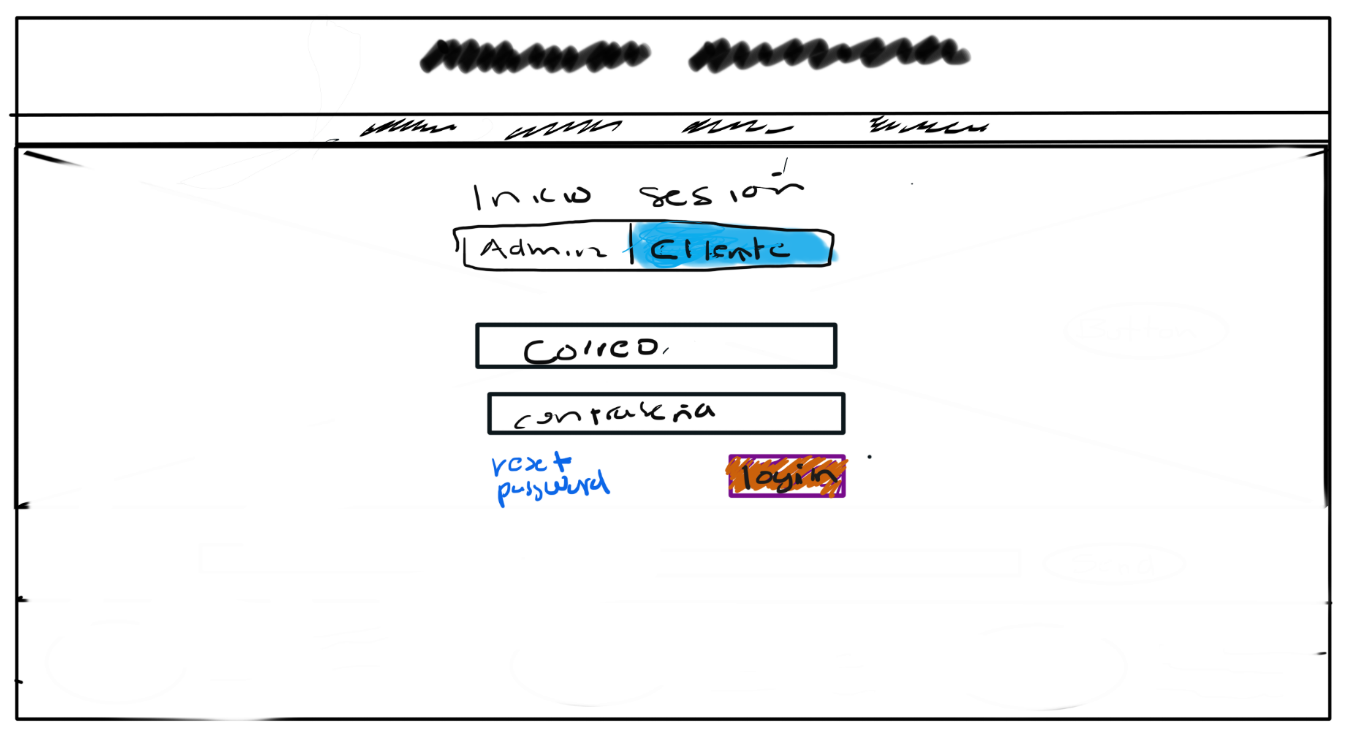 Inicio sesión
Admin Cliente
Correo.
contraseña
reset
password
login